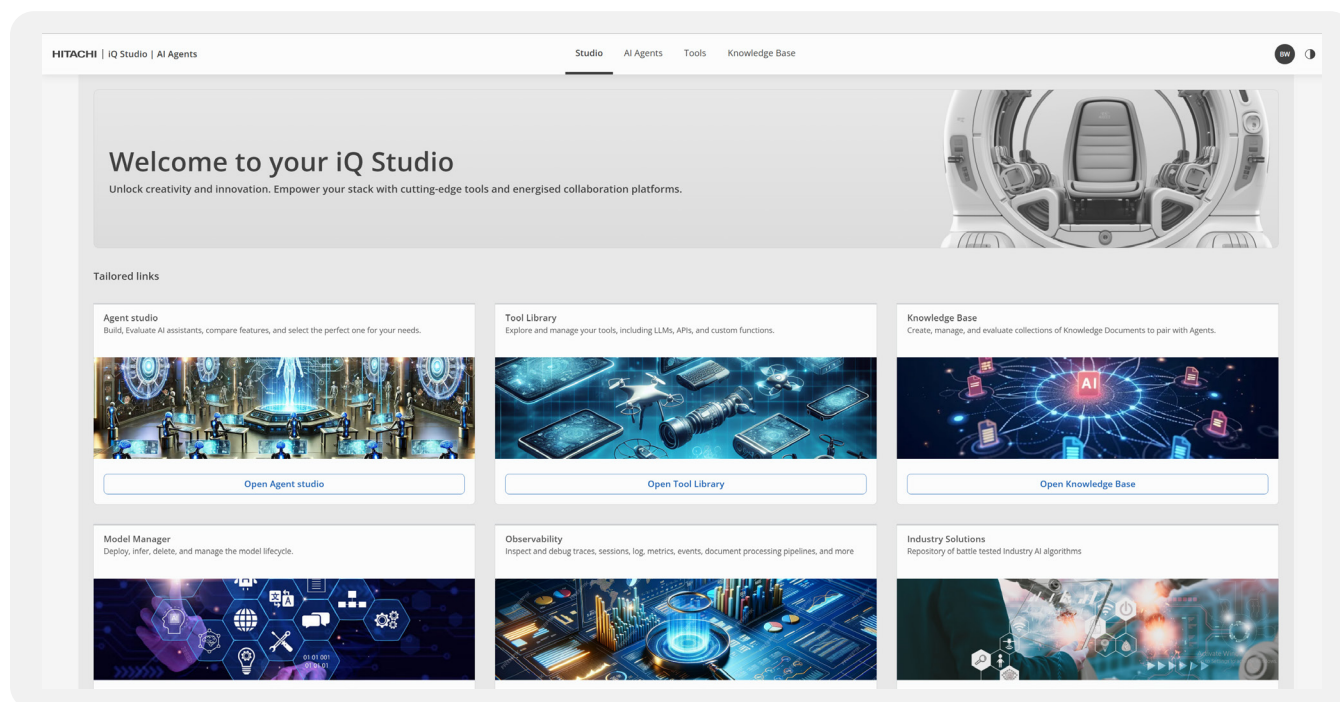 HITACHI | iQ Studio | AI Agents
Studio AI Agents Tools Knowledge Base
BW
Welcome to your iQ Studio
Unlock creativity and innovation. Empower your stack with cutting-edge tools and energised collaboration platforms.
Tailored links
Agent studio
Build, Evaluate AI assistants, compare features, and select the perfect one for your needs.
Open Agent studio
Tool Library
Explore and manage your tools, including LLMs, APIs, and custom functions.
Open Tool Library
Knowledge Base
Create, manage, and evaluate collections of Knowledge Documents to pair with Agents.
AI
Open Knowledge Base
Model Manager
Deploy, infer, delete, and manage the model lifecycle.
01 01 001
01 01 01
Observability
Inspect and debug traces, sessions, log, metrics, events, document processing pipelines, and more
Industry Solutions
Repository of battle tested Industry AI algorithms